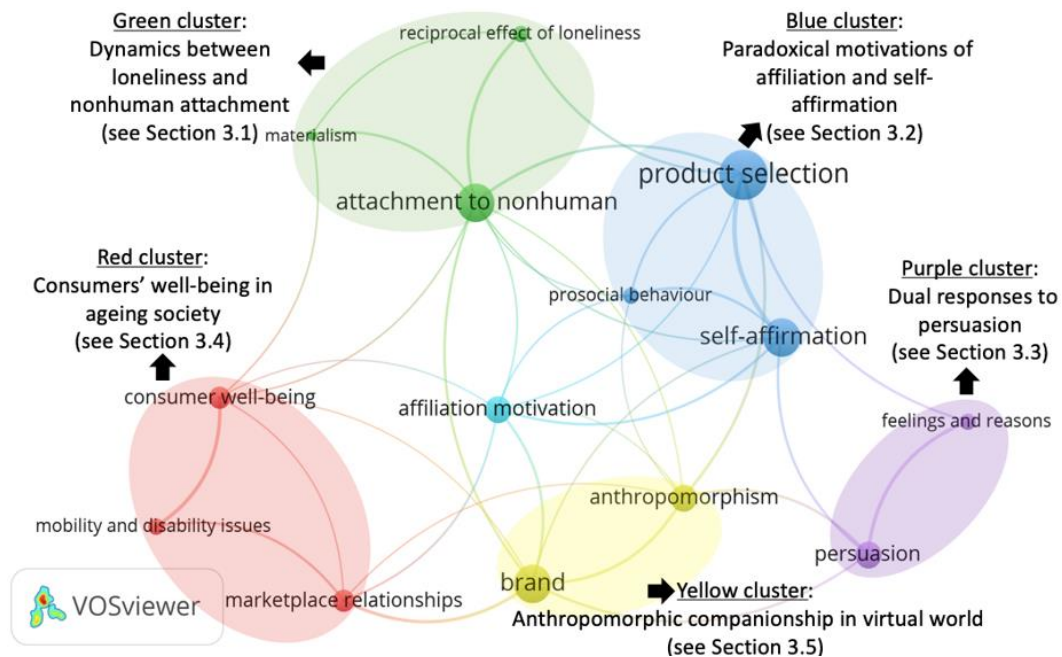 Green cluster:
Dynamics between
loneliness and
nonhuman attachment
(see Section 3.1)
Blue cluster:
Paradoxical motivations of
affiliation and self-
affirmation
(see Section 3.2)
reciprocal effect of loneliness
materialism
attachment to nonhuman
product selection
prosocial behaviour
self-affirmation
Red cluster:
Consumers' well-being in
ageing society
(see Section 3.4)
Purple cluster:
Dual responses to
persuasion
(see Section 3.3)
consumer well-being
affiliation motivation
feelings and reasons
mobility and disability issues
anthropomorphism
persuasion
marketplace relationships
brand
VOSviewer
Yellow cluster:
Anthropomorphic companionship in virtual world
(see Section 3.5)